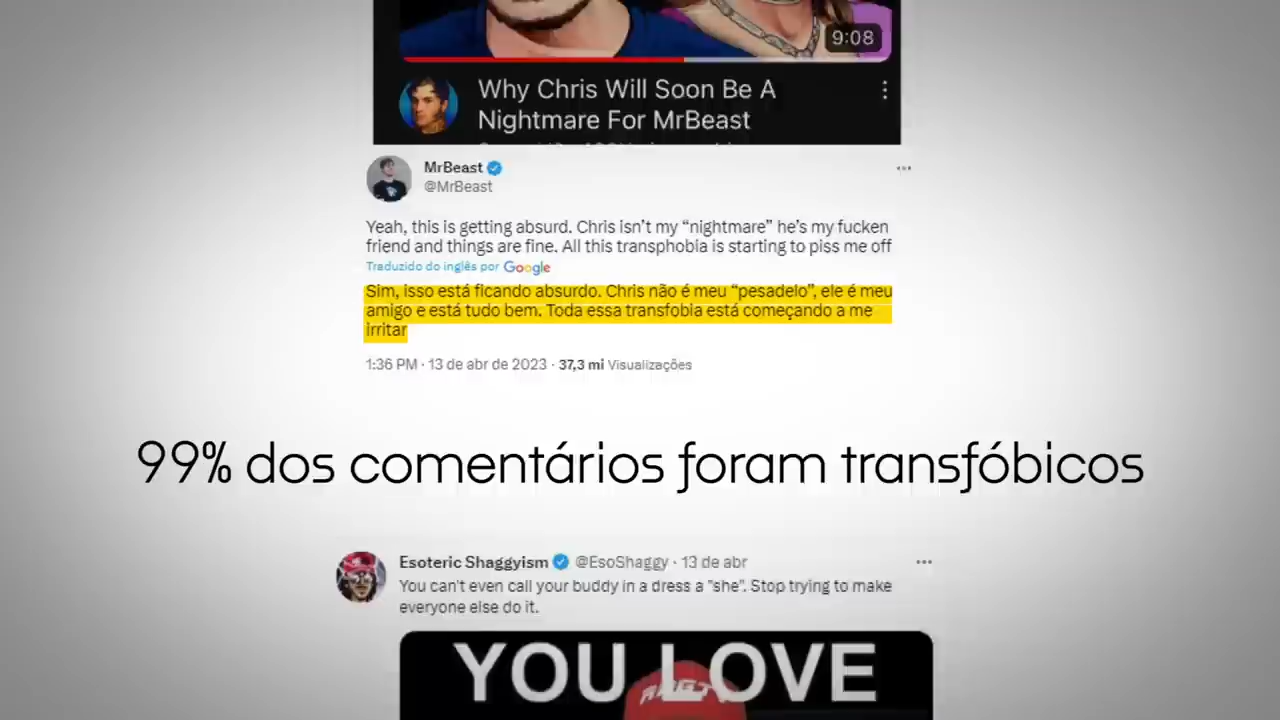 9:08
Why Chris Will Soon Be A
Nightmare For MrBeast
MrBeast
@MrBeast
Yeah, this is getting absurd. Chris isn’t my “nightmare” he’s my fucken
friend and things are fine. All this transphobia is starting to piss me off
Traduzido do inglês por Google
Sim, isso está ficando absurdo. Chris não é meu “pesadelo”, ele é meu
amigo e está tudo bem. Toda essa transfobia está começando a me
irritar
1:36 PM · 13 de abr de 2023 · 37,3 mi Visualizações
99% dos comentários foram transfóbicos
Esoteric Shaggyism @EsoShaggy · 13 de abr
You can't even call your buddy in a dress a "she". Stop trying to make
everyone else do it.
YOU LOVE